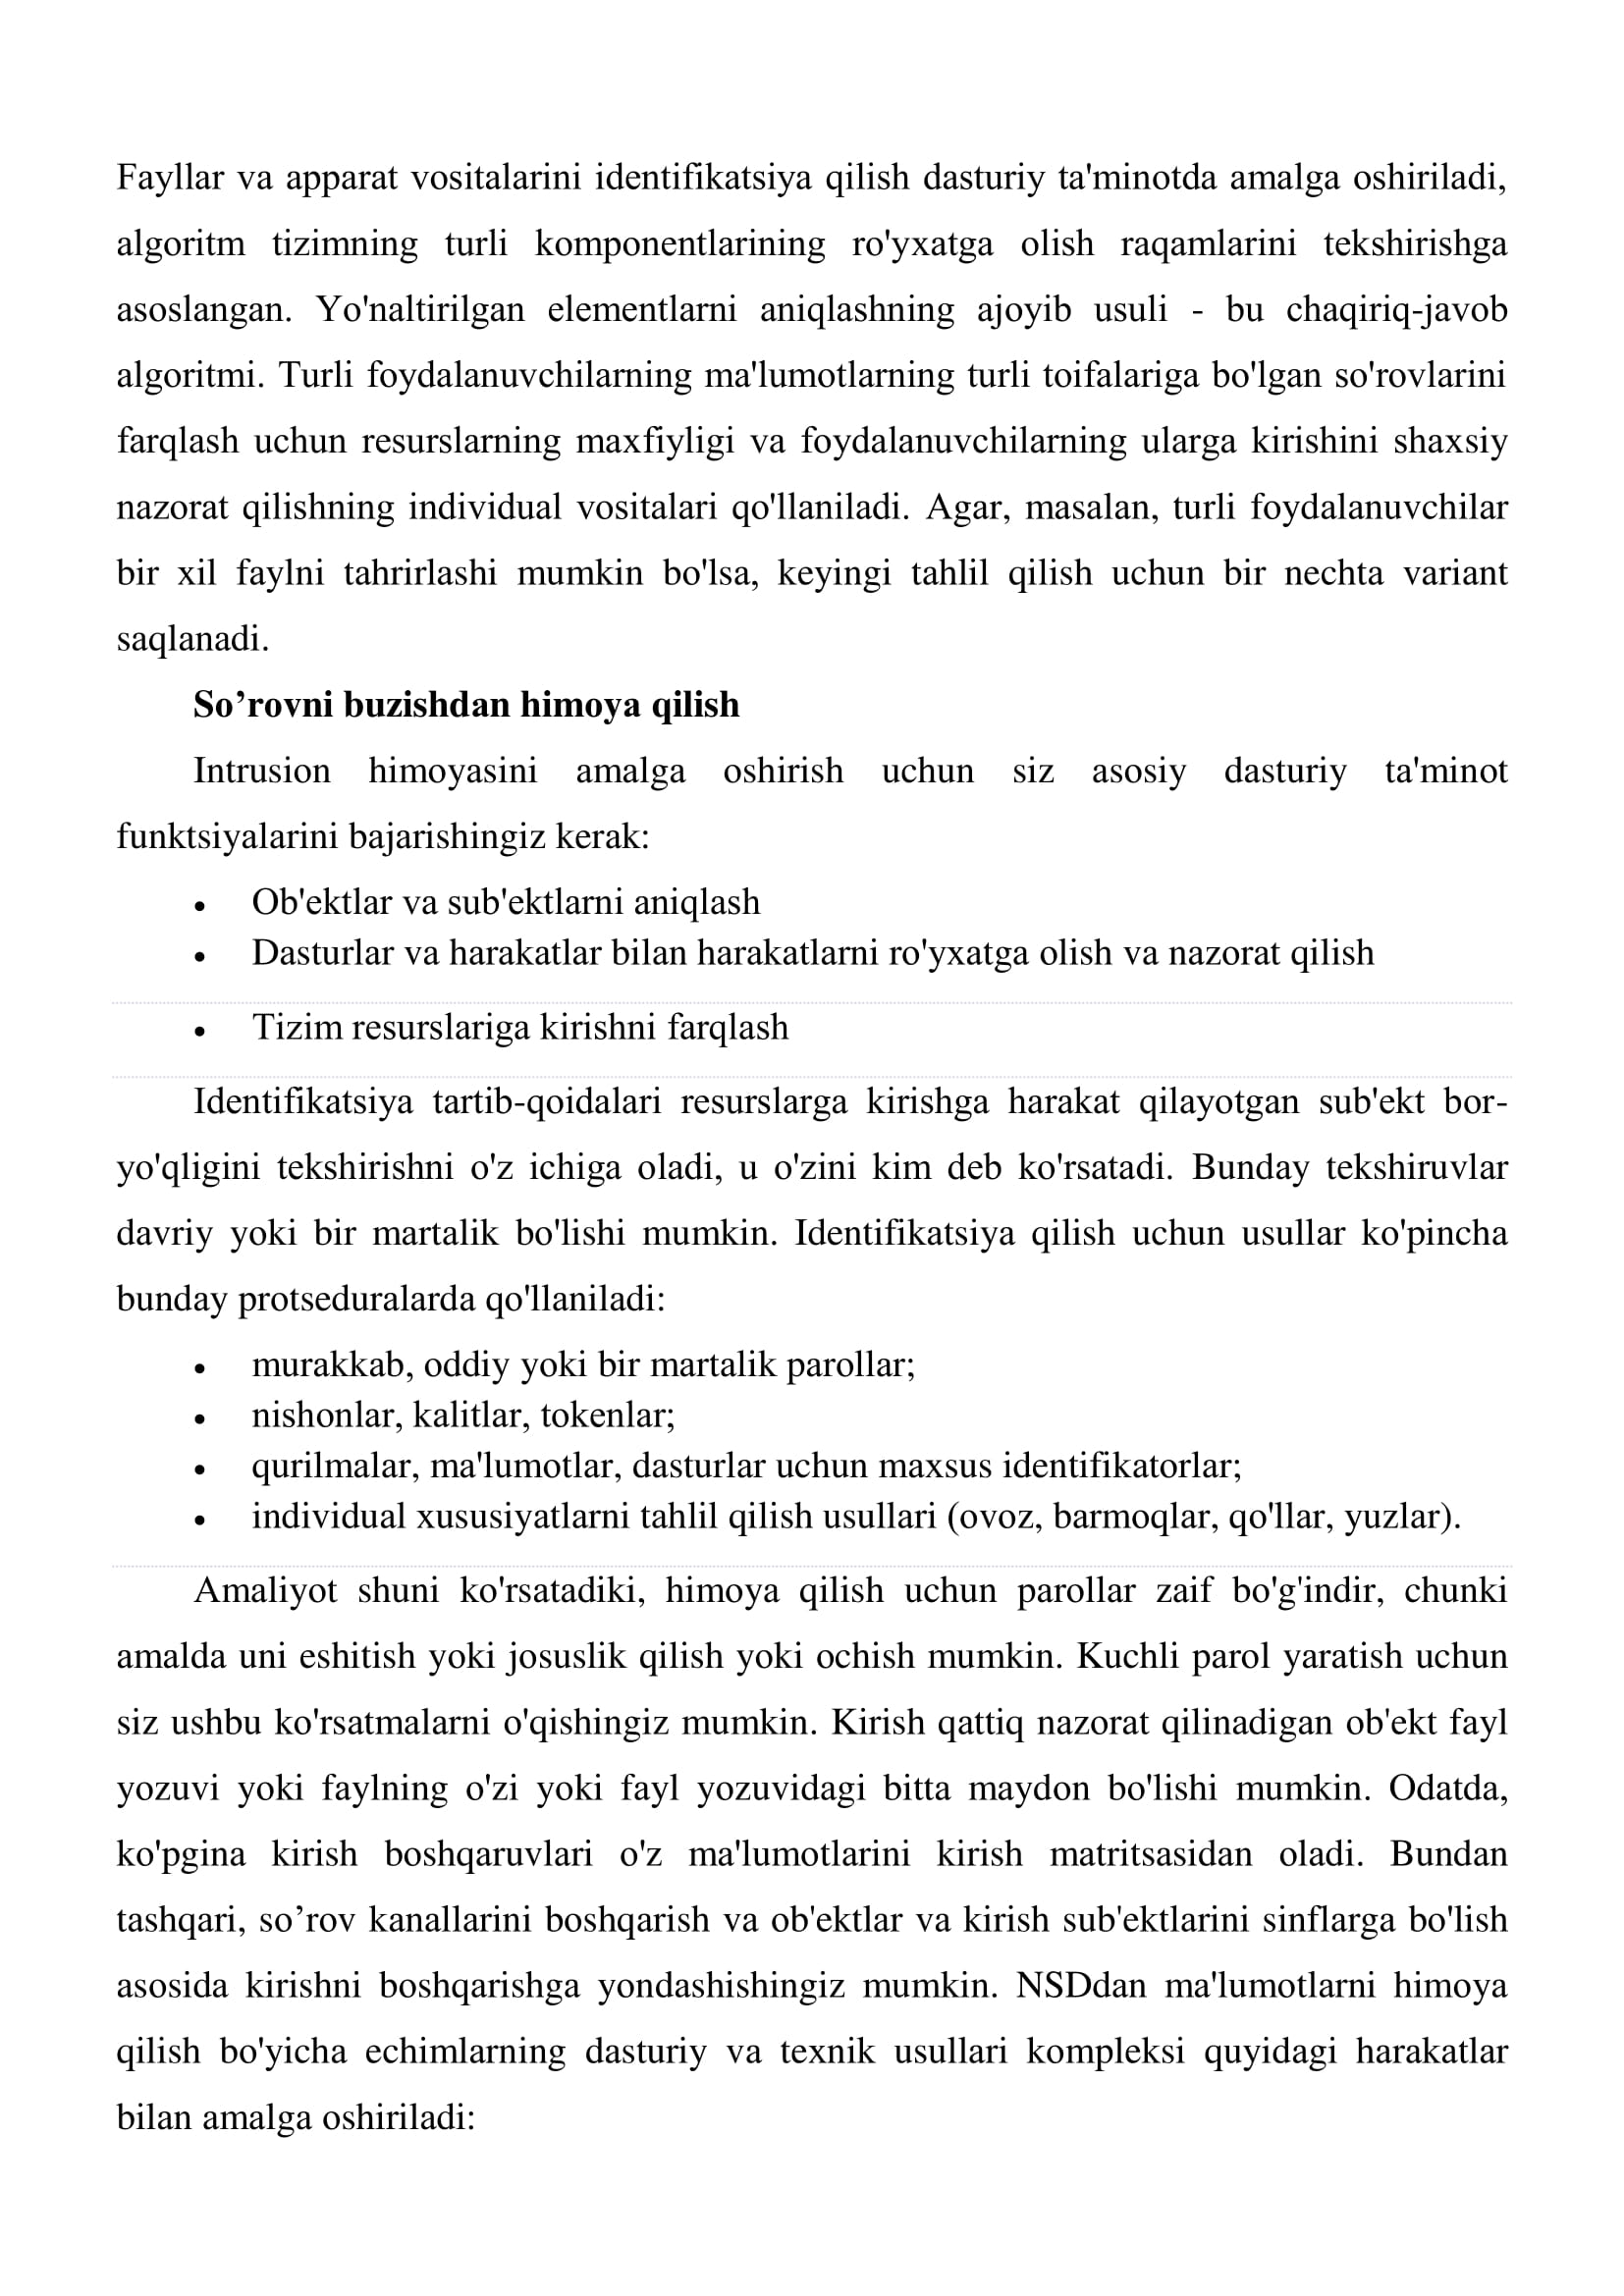 Fayllar va apparat vositalarini identifikatsiya qilish dasturiy ta'minotda amalga oshiriladi,
algoritm tizimning turli komponentlarining ro'yxatga olish raqamlarini tekshirishga
asoslangan. Yo'naltirilgan elementlarni aniqlashning ajoyib usuli - bu chaqiriq-javob
algoritmi. Turli foydalanuvchilarning ma'lumotlarning turli toifalariga bo'lgan so'rovlarini
farqlash uchun resurslarning maxfiyligi va foydalanuvchilarning ularga kirishini shaxsiy
nazorat qilishning individual vositalari qo'llaniladi. Agar, masalan, turli foydalanuvchilar
bir xil faylni tahrirlashi mumkin bo'lsa, keyingi tahlil qilish uchun bir nechta variant
saqlanadi.
So’rovni buzishdan himoya qilish
Intrusion himoyasini amalga oshirish uchun siz asosiy dasturiy ta'minot
funktsiyalarini bajarishingiz kerak:
• Ob'ektlar va sub'ektlarni aniqlash
• Dasturlar va harakatlar bilan harakatlarni ro'yxatga olish va nazorat qilish
• Tizim resurslariga kirishni farqlash
Identifikatsiya tartib-qoidalari resurslarga kirishga harakat qilayotgan sub'ekt bor-
yo'qligini tekshirishni o'z ichiga oladi, u o'zini kim deb ko'rsatadi. Bunday tekshiruvlar
davriy yoki bir martalik bo'lishi mumkin. Identifikatsiya qilish uchun usullar ko'pincha
bunday protseduralarda qo'llaniladi:
• murakkab, oddiy yoki bir martalik parollar;
• nishonlar, kalitlar, tokenlar;
• qurilmalar, ma'lumotlar, dasturlar uchun maxsus identifikatorlar;
• individual xususiyatlarni tahlil qilish usullari (ovoz, barmoqlar, qo'llar, yuzlar).
Amaliyot shuni ko'rsatadiki, himoya qilish uchun parollar zaif bo'g'indir, chunki
amalda uni eshitish yoki josuslik qilish yoki ochish mumkin. Kuchli parol yaratish uchun
siz ushbu ko'rsatmalarni o'qishingiz mumkin. Kirish qattiq nazorat qilinadigan ob'ekt fayl
yozuvi yoki faylning o'zi yoki fayl yozuvidagi bitta maydon bo'lishi mumkin. Odatda,
ko'pgina kirish boshqaruvlari o'z ma'lumotlarini kirish matritsasidan oladi. Bundan
tashqari, so’rov kanallarini boshqarish va ob'ektlar va kirish sub'ektlarini sinflarga bo'lish
asosida kirishni boshqarishga yondashishingiz mumkin. NSDdan ma'lumotlarni himoya
qilish bo'yicha echimlarning dasturiy va texnik usullari kompleksi quyidagi harakatlar
bilan amalga oshiriladi: